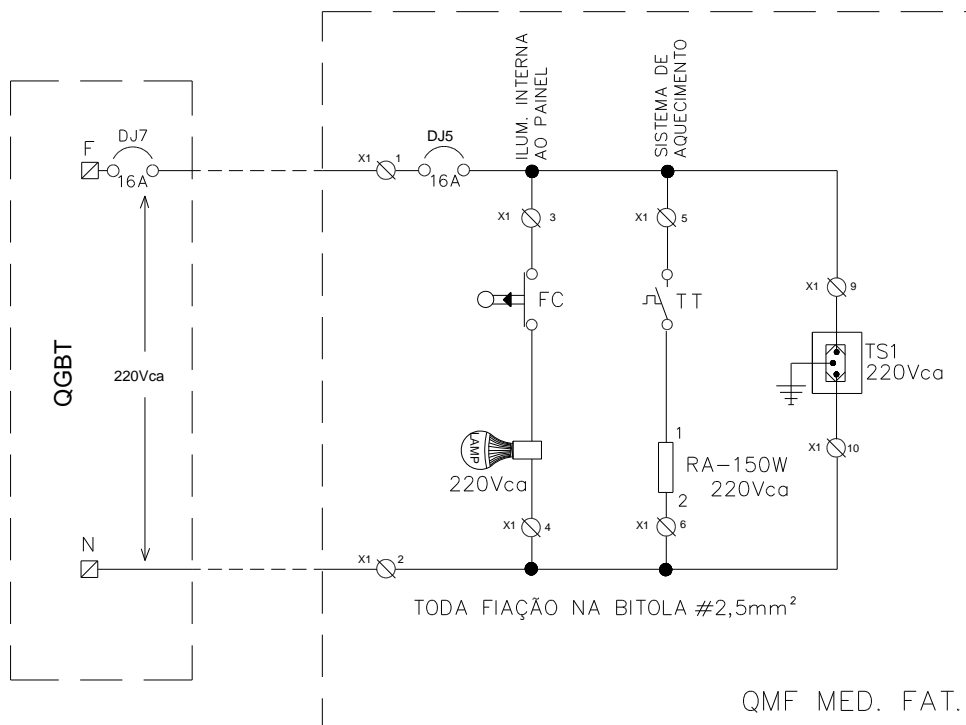 ILUM. INTERNA
AO PAINEL
SISTEMA DE
AQUECIMENTO
F
DJ7
16A
X1 1
DJ5
16A
X1 3
X1 5
FC
TT
X1 9
TS1
220Vca
QGBT
220Vca
LAMP
220Vca
1
RA-150W
220Vca
2
X1 10
X1 4
X1 6
N
X1 2
TODA FIAÇÃO NA BITOLA #2,5mm²
QMF MED. FAT.